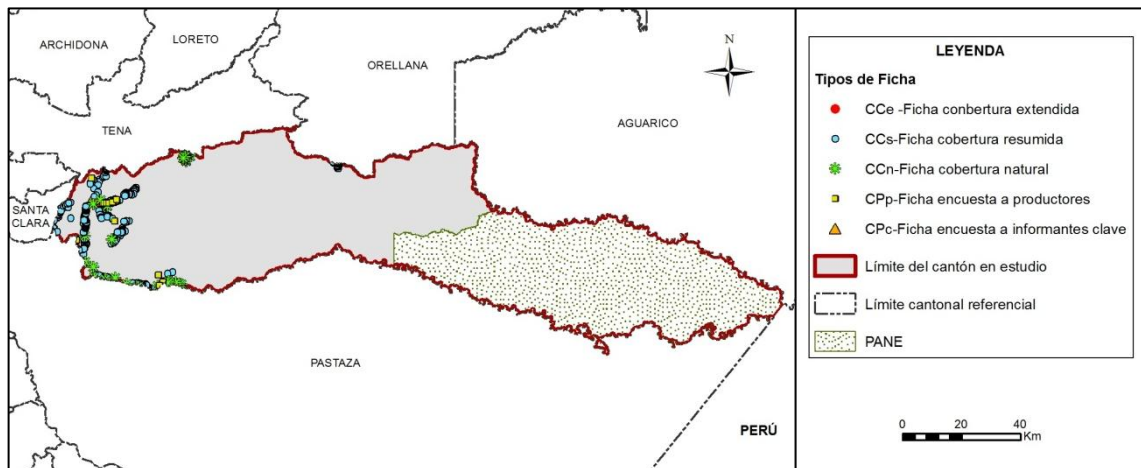 ARCHIDONA
LORETO
ORELLANA
N
TENA
AGUARICO
SANTA
CLARA
PASTAZA
PERÚ
LEYENDA
Tipos de Ficha
CCe -Ficha conbertura extendida
CCs-Ficha cobertura resumida
CCn-Ficha cobertura natural
CPp-Ficha encuesta a productores
CPc-Ficha encuesta a informantes clave
Límite del cantón en estudio
Límite cantonal referencial
PANE
0 20 40
Km